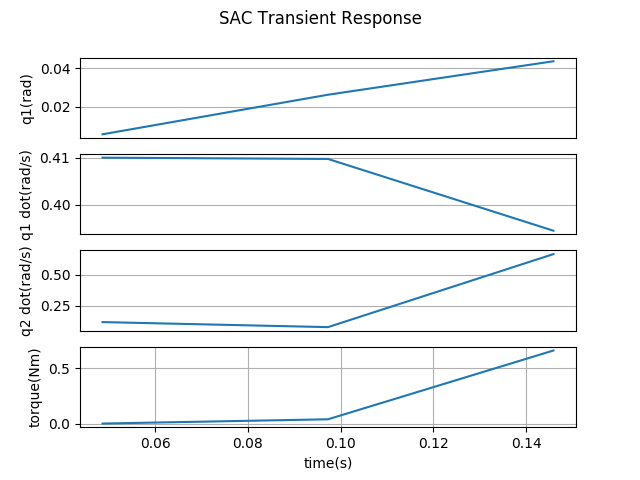 SAC Transient Response
q1(rad)
0.04
0.02
q1 dot(rad/s)
0.41
0.40
q2 dot(rad/s)
0.50
0.25
torque(Nm)
0.5
0.0
0.06 0.08 0.10 0.12 0.14
time(s)